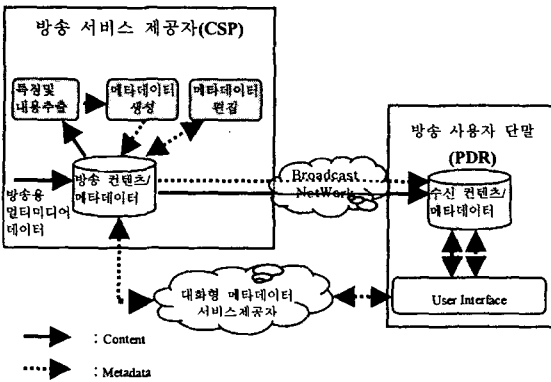 방송 서비스 제공자(CSP)
특징및
내용추출
메타데이터
생성
메타데이터
편집
방송 컨텐츠/
메타데이터
방송용
멀티미디어
데이터
Broadcast
NetWork
방송 사용자 단말
(PDR)
수신 컨텐츠/
메타데이터
대화형 메타데이터
서비스제공자
User Interface
: Content
: Metadata